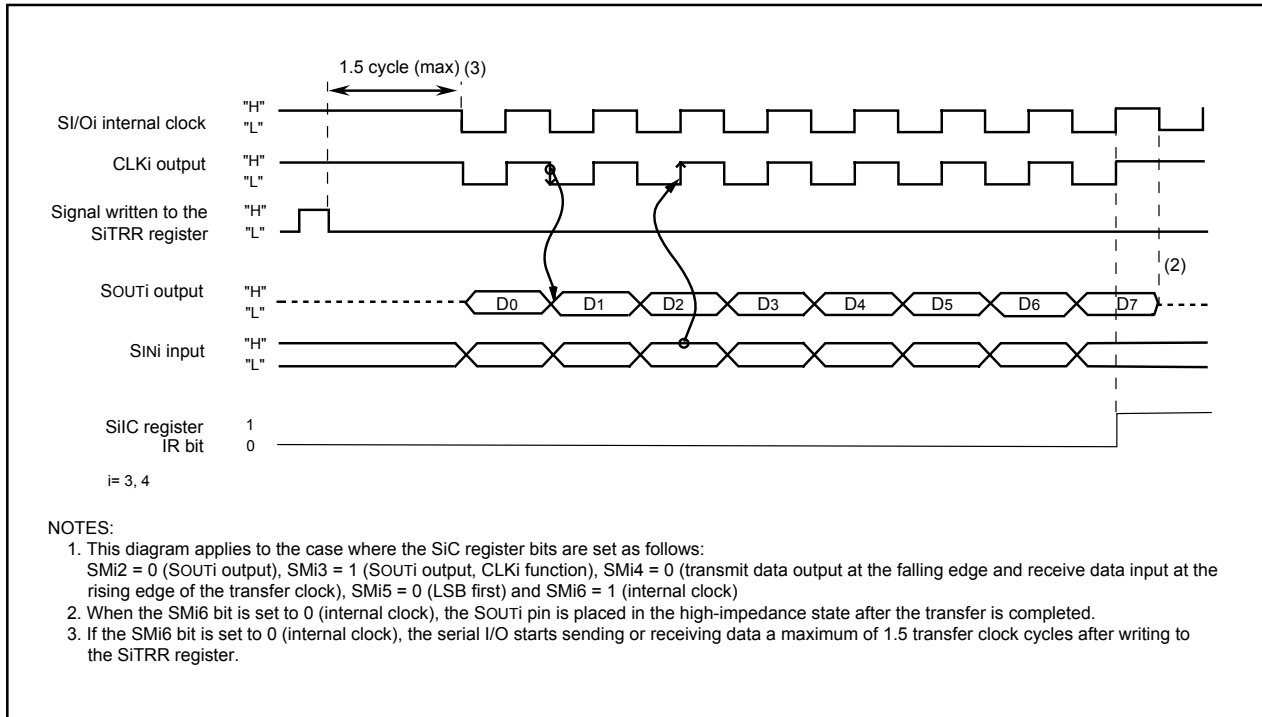 1.5 cycle (max) (3)
SI/Oi internal clock "H" "L"
CLKi output "H" "L"
Signal written to the
SiTRR register "H" "L"
SOUTi output "H" "L"
D0 D1 D2 D3 D4 D5 D6 D7
(2)
SINi input "H" "L"
SiIC register 1
IR bit 0
i= 3, 4
NOTES:
1. This diagram applies to the case where the SiC register bits are set as follows:
SMi2 = 0 (SOUTi output), SMi3 = 1 (SOUTi output, CLKi function), SMi4 = 0 (transmit data output at the falling edge and receive data input at the
rising edge of the transfer clock), SMi5 = 0 (LSB first) and SMi6 = 1 (internal clock)
2. When the SMi6 bit is set to 0 (internal clock), the SOUTi pin is placed in the high-impedance state after the transfer is completed.
3. If the SMi6 bit is set to 0 (internal clock), the serial I/O starts sending or receiving data a maximum of 1.5 transfer clock cycles after writing to
the SiTRR register.